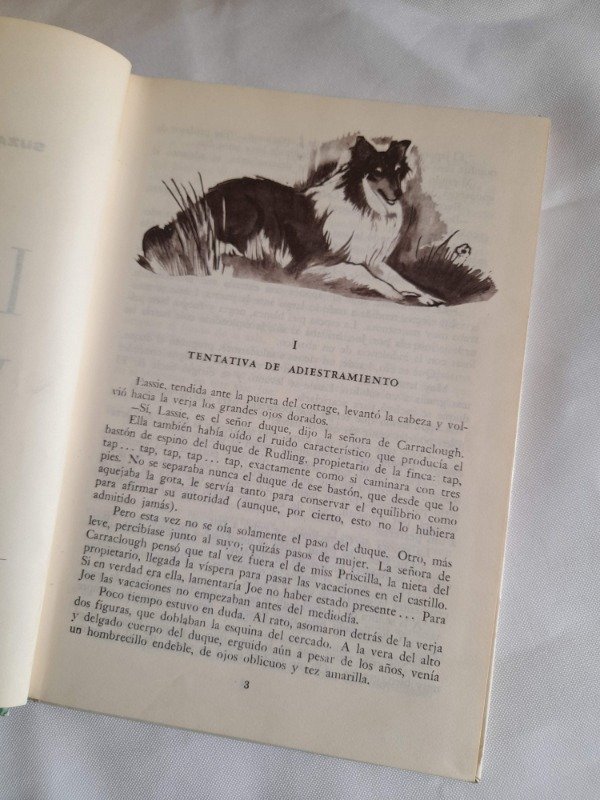 SUZA
I
TENTATIVA DE ADIESTRAMIENTO
Lassie, tendida ante la puerta del cottage, levantó la cabeza y vol-
vió hacia la verja los grandes ojos dorados.
—Sí, Lassie, es el señor duque, dijo la señora de Carraclough.
Ella también había oído el ruido característico que producía el
bastón de espino del duque de Rudling, propietario de la finca: tap,
tap... tap, tap, tap... tap, exactamente como si caminara con tres
pies. No se separaba nunca el duque de ese bastón, que desde que lo
aquejaba la gota, le servía tanto para conservar el equilibrio como
para afirmar su autoridad (aunque, por cierto, esto no lo hubiera
admitido jamás).
Pero esta vez no se oía solamente el paso del duque. Otro, más
leve, percibíase junto al suyo; quizás pasos de mujer. La señora de
Carraclough pensó que tal vez fuera el de miss Priscilla, la nieta del
propietario, llegada la víspera para pasar las vacaciones en el castillo.
Si en verdad era ella, lamentaría Joe no haber estado presente... Para
Joe las vacaciones no empezaban antes del mediodía.
Poco tiempo estuvo en duda. Al rato, asomaron detrás de la verja
dos figuras, que doblaban la esquina del cercado. A la vera del alto
y delgado cuerpo del duque, erguido aún a pesar de los años, venía
un hombrecillo endeble, de ojos oblicuos y tez amarilla.
3